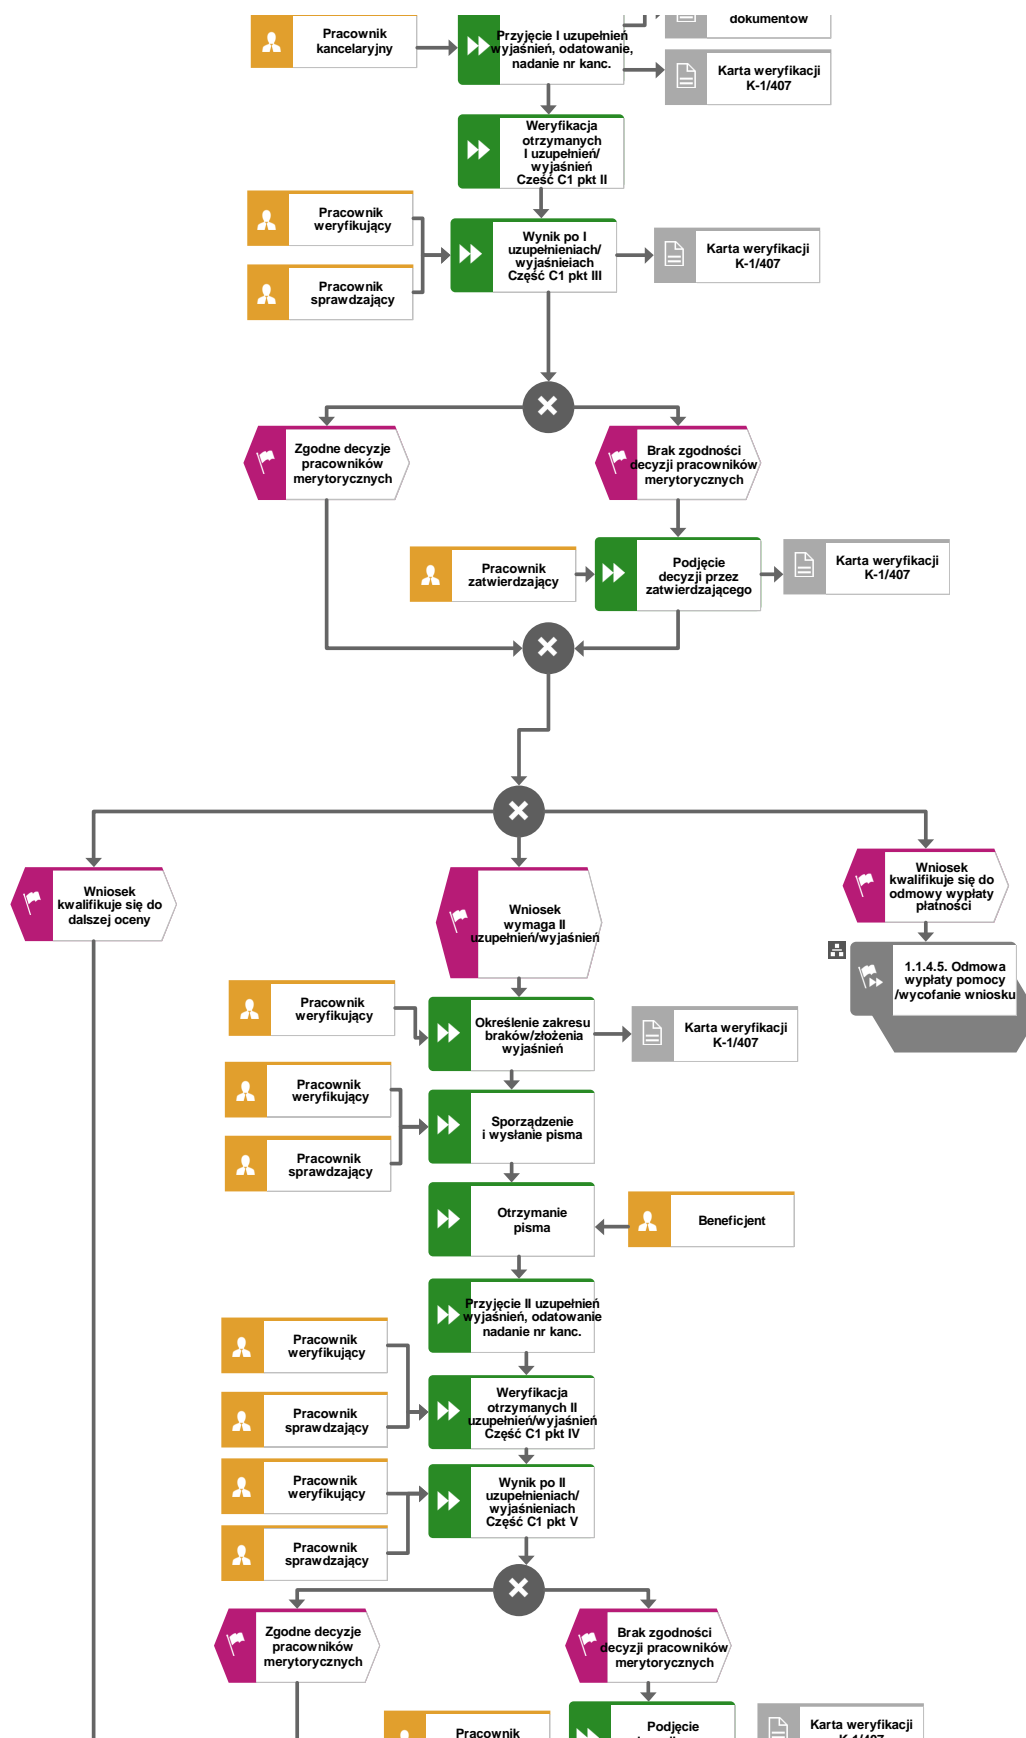 dokumentów
Pracownik
kancelaryjny
Przyjęcie I uzupełnień
wyjaśnień, odatowanie,
nadanie nr kanc.
Karta weryfikacji
K-1/407
Weryfikacja
otrzymanych
I uzupełnień/
wyjaśnień
Cześć C1 pkt II
Pracownik
weryfikujący
Pracownik
sprawdzający
Wynik po I
uzupełnieniach/
wyjaśnieiach
Część C1 pkt III
Karta weryfikacji
K-1/407
Zgodne decyzje
pracowników
merytorycznych
Brak zgodności
decyzji pracowników
merytorycznych
Pracownik
zatwierdzający
Podjęcie
decyzji przez
zatwierdzającego
Karta weryfikacji
K-1/407
Wniosek
kwalifikuje się do
dalszej oceny
Wniosek
wymaga II
uzupełnień/wyjaśnień
Wniosek
kwalifikuje się do
odmowy wypłaty
płatności
1.1.4.5. Odmowa
wypłaty pomocy
/wycofanie wniosku
Pracownik
weryfikujący
Określenie zakresu
braków/złożenia
wyjaśnień
Karta weryfikacji
K-1/407
Pracownik
weryfikujący
Pracownik
sprawdzający
Sporządzenie
i wysłanie pisma
Otrzymanie
pisma
Beneficjent
Przyjęcie II uzupełnień
wyjaśnień, odatowanie
nadanie nr kanc.
Pracownik
weryfikujący
Pracownik
sprawdzający
Weryfikacja
otrzymanych II
uzupełnień/wyjaśnień
Część C1 pkt IV
Pracownik
weryfikujący
Pracownik
sprawdzający
Wynik po II
uzupełnieniach/
wyjaśnieniach
Część C1 pkt V
Zgodne decyzje
pracowników
merytorycznych
Brak zgodności
decyzji pracowników
merytorycznych
Pracownik
Podjęcie
Karta weryfikacji